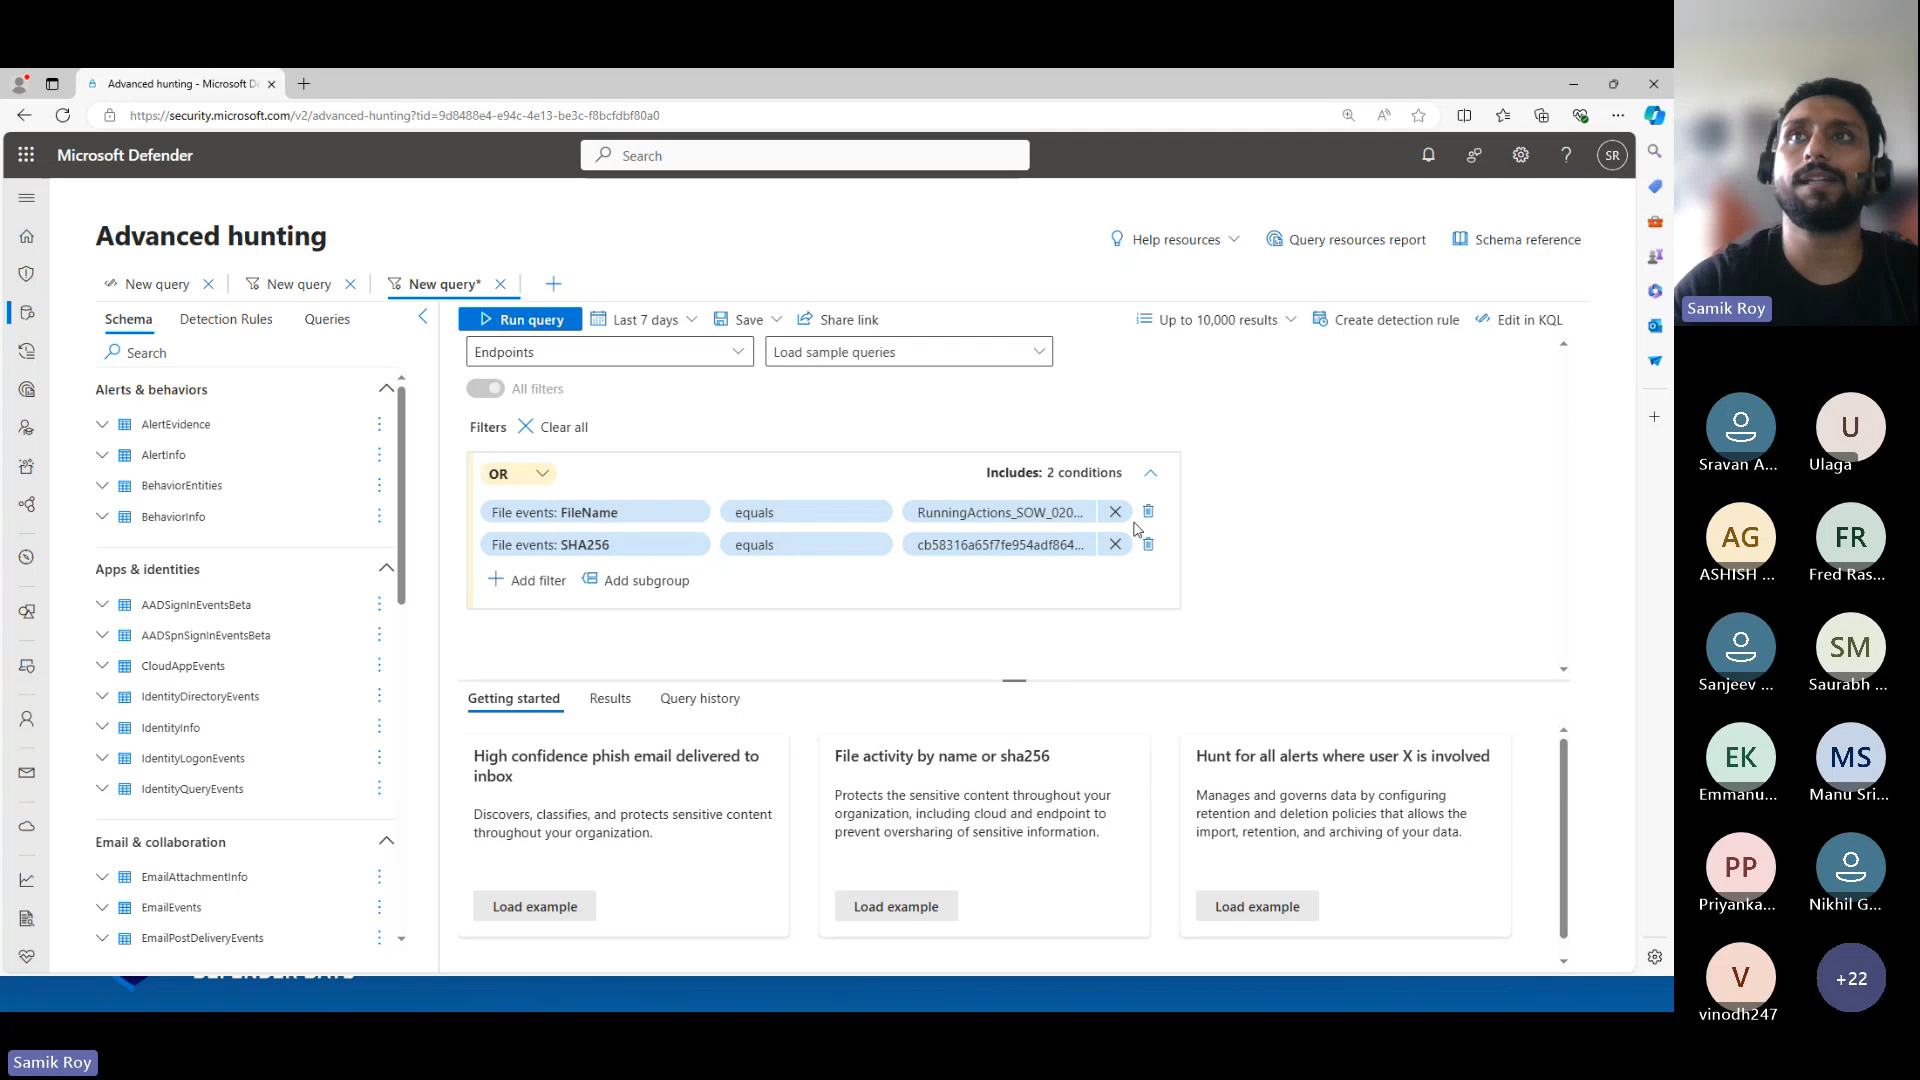 Advanced hunting - Microsoft De
https://security.microsoft.com/v2/advanced-hunting?tid=9d8488e4-e94c-4e13-be3c-f8bcfdbf80a0
Microsoft Defender
Search
SR
Advanced hunting
Help resources
Query resources report
Schema reference
New query
New query
New query*
Schema
Detection Rules
Queries
Run query
Last 7 days
Save
Share link
Up to 10,000 results
Create detection rule
Edit in KQL
Search
Endpoints
Load sample queries
All filters
Filters
Clear all
OR
Includes: 2 conditions
File events: FileName
equals
RunningActions_SOW_020...
File events: SHA256
equals
cb58316a65f7fe954adf864...
Add filter
Add subgroup
Alerts & behaviors
AlertEvidence
AlertInfo
BehaviorEntities
BehaviorInfo
Apps & identities
AADSignInEventsBeta
AADSpnSignInEventsBeta
CloudAppEvents
IdentityDirectoryEvents
IdentityInfo
IdentityLogonEvents
IdentityQueryEvents
Email & collaboration
EmailAttachmentInfo
EmailEvents
EmailPostDeliveryEvents
Getting started
Results
Query history
High confidence phish email delivered to
inbox
Discovers, classifies, and protects sensitive content
throughout your organization.
Load example
File activity by name or sha256
Protects the sensitive content throughout your
organization, including cloud and endpoint to
prevent oversharing of sensitive information.
Load example
Hunt for all alerts where user X is involved
Manages and governs data by configuring
retention and deletion policies that allows the
import, retention, and archiving of your data.
Load example
Samik Roy
Sravan A...
U
Ulaga
AG
ASHISH ...
FR
Fred Ras...
Sanjeev ...
SM
Saurabh ...
EK
Emmanu...
MS
Manu Sri...
PP
Priyanka...
Nikhil G...
V
vinodh247
+22
Samik Roy